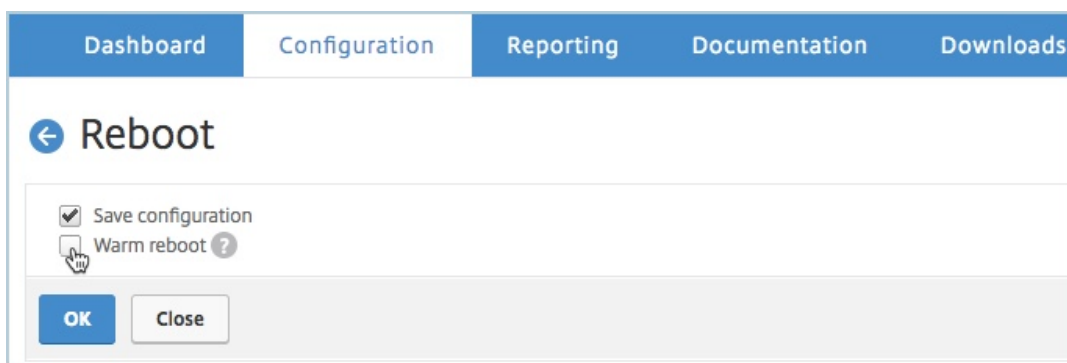 Dashboard Configuration Reporting Documentation Downloads
Reboot
Save configuration
Warm reboot ?
OK Close